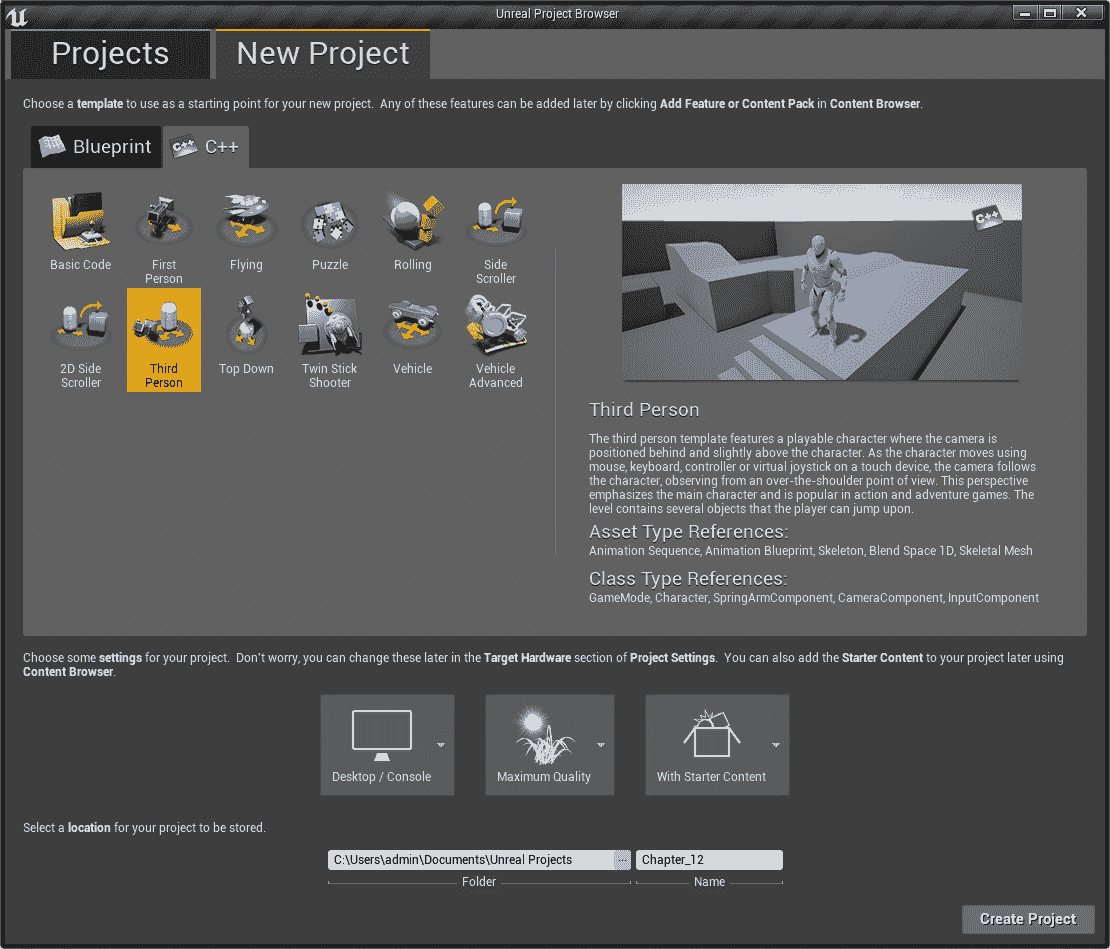 Unreal Project Browser
Projects
New Project
Choose a template to use as a starting point for your new project. Any of these features can be added later by clicking Add Feature or Content Pack in Content Browser.
Blueprint
C++
C++
Basic Code
First
Person
Flying
Puzzle
Rolling
Side
Scroller
2D Side
Scroller
Third
Person
Top Down
Twin Stick
Shooter
Vehicle
Vehicle
Advanced
C++
Third Person
The third person template features a playable character where the camera is
positioned behind and slightly above the character. As the character moves using
mouse, keyboard, controller or virtual joystick on a touch device, the camera follows
the character, observing from an over-the-shoulder point of view. This perspective
emphasizes the main character and is popular in action and adventure games. The
level contains several objects that the player can jump upon.
Asset Type References:
Animation Sequence, Animation Blueprint, Skeleton, Blend Space 1D, Skeletal Mesh
Class Type References:
GameMode, Character, SpringArmComponent, CameraComponent, InputComponent
Choose some settings for your project. Don't worry, you can change these later in the Target Hardware section of Project Settings. You can also add the Starter Content to your project later using
Content Browser.
Desktop / Console
Maximum Quality
With Starter Content
Select a location for your project to be stored.
C:\Users\admin\Documents\Unreal Projects
...
Chapter_12
Folder
Name
Create Project